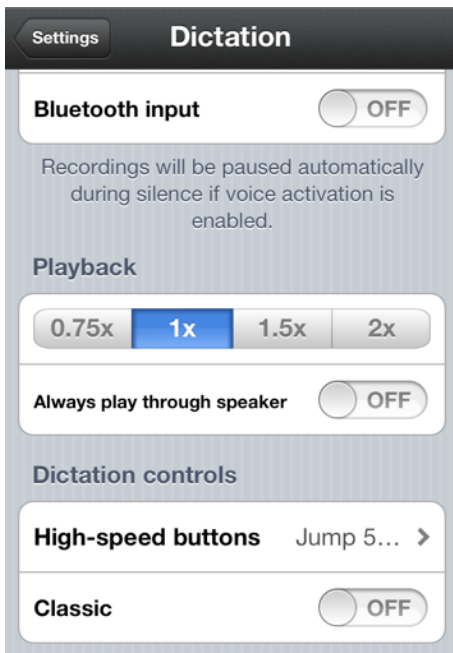 Settings
Dictation
Bluetooth input OFF
Recordings will be paused automatically
during silence if voice activation is
enabled.
Playback
0.75x 1x 1.5x 2x
Always play through speaker OFF
Dictation controls
High-speed buttons Jump 5...
Classic OFF